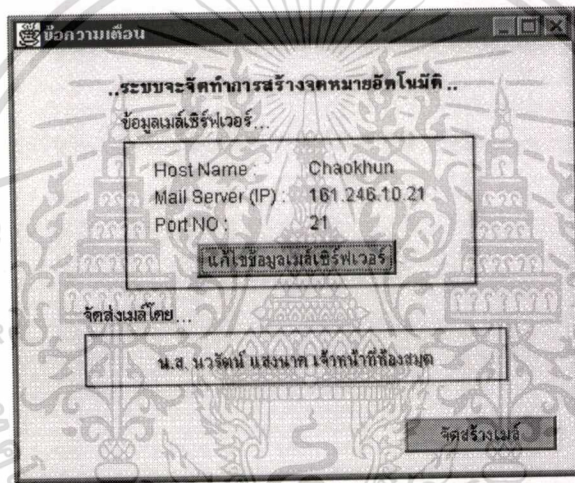 ข้อความเตือน
..ระบบจะจัดทำการสร้างจดหมายอัตโนมัติ..
ข้อมูลเมล์เซิร์ฟเวอร์...
Host Name : Chaokhun
Mail Server (IP) : 161.246.10.21
Port NO : 21
แก้ไขข้อมูลเมล์เซิร์ฟเวอร์
จัดส่งเมล์โดย...
น.ส. นวรัตน์ แสงนาค เจ้าหน้าที่ห้องสมุด
จัดสร้างเมล์